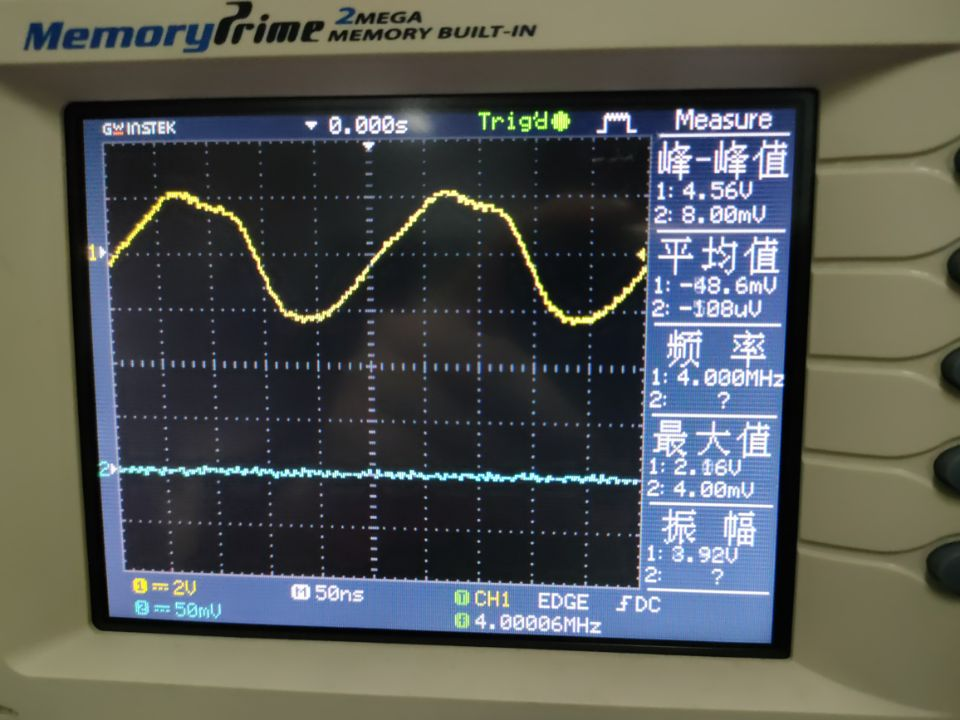 MemoryPrime 2MEGA
MEMORY BUILT-IN
GW INSTEK 0.000s Trig'd Measure
峰-峰值
1: 4.56V
2: 8.00mV
平均值
1: -48.6mV
2: -108uV
频率
1: 4.000MHz
2: ?
最大值
1: 2.16V
2: 4.00mV
振幅
1: 3.92V
2: ?
1
2
1 2V M 50ns T CH1 EDGE DC
2 50mV f 4.00006MHz